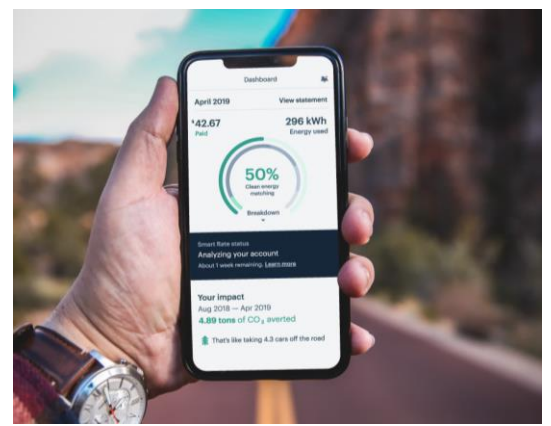 Dashboard
April 2019 View statement
$42.67 296 kWh
Paid Energy used
50%
Clean energy
matching
Breakdown
Smart Rate status
Analyzing your account
About 1 week remaining. Learn more
Your impact
Aug 2018 — Apr 2019
4.89 tons of CO₂ averted
That's like taking 4.3 cars off the road